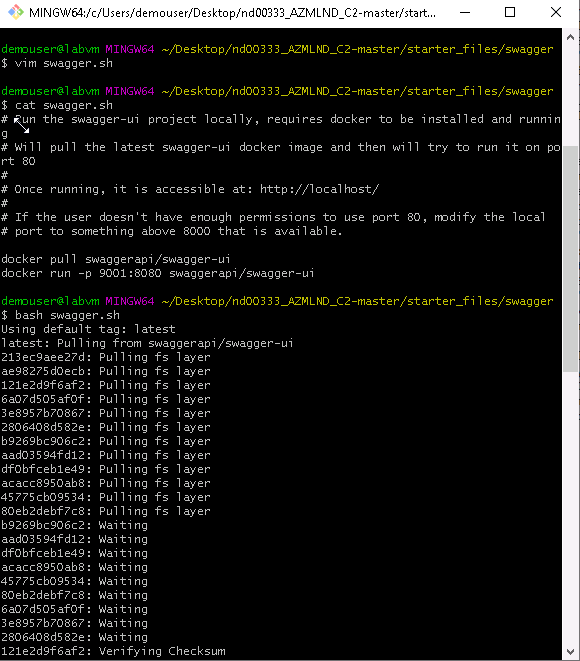 MINGW64:/c/Users/demouser/Desktop/nd00333_AZMLND_C2-master/start...
demouser@labvm MINGW64 ~/Desktop/nd00333_AZMLND_C2-master/starter_files/swagger
$ vim swagger.sh
demouser@labvm MINGW64 ~/Desktop/nd00333_AZMLND_C2-master/starter_files/swagger
$ cat swagger.sh
# Run the swagger-ui project locally, requires docker to be installed and runnin
g
# Will pull the latest swagger-ui docker image and then will try to run it on po
rt 80
#
# Once running, it is accessible at: http://localhost/
#
# If the user doesn't have enough permissions to use port 80, modify the local
# port to something above 8000 that is available.
docker pull swaggerapi/swagger-ui
docker run -p 9001:8080 swaggerapi/swagger-ui
demouser@labvm MINGW64 ~/Desktop/nd00333_AZMLND_C2-master/starter_files/swagger
$ bash swagger.sh
Using default tag: latest
latest: Pulling from swaggerapi/swagger-ui
213ec9aee27d: Pulling fs layer
ae98275d0ecb: Pulling fs layer
121e2d9f6af2: Pulling fs layer
6a07d505af0f: Pulling fs layer
3e8957b70867: Pulling fs layer
2806408d582e: Pulling fs layer
b9269bc906c2: Pulling fs layer
aad03594fd12: Pulling fs layer
df0bfceb1e49: Pulling fs layer
acacc8950ab8: Pulling fs layer
45775cb09534: Pulling fs layer
80eb2debf7c8: Pulling fs layer
b9269bc906c2: Waiting
aad03594fd12: Waiting
df0bfceb1e49: Waiting
acacc8950ab8: Waiting
45775cb09534: Waiting
80eb2debf7c8: Waiting
6a07d505af0f: Waiting
3e8957b70867: Waiting
2806408d582e: Waiting
121e2d9f6af2: Verifying Checksum